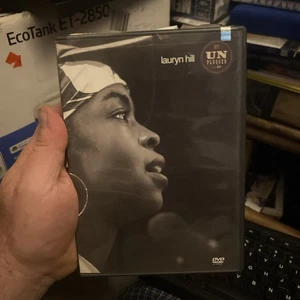 EcoTank ET-2850
lauryn hill
UN
PLUGGED
DVD